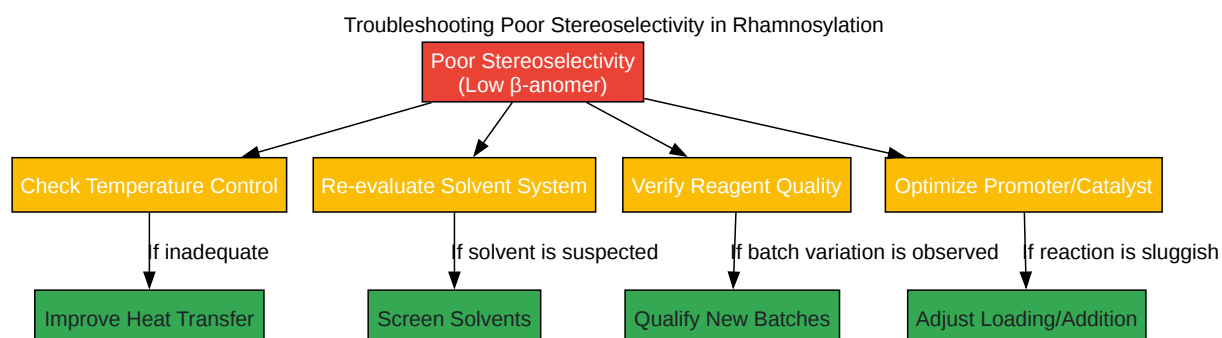 Troubleshooting Poor Stereoselectivity in Rhamnosylation
Poor Stereoselectivity
(Low β-anomer)
Check Temperature Control
Re-evaluate Solvent System
Verify Reagent Quality
Optimize Promoter/Catalyst
If inadequate
If solvent is suspected
If batch variation is observed
If reaction is sluggish
Improve Heat Transfer
Screen Solvents
Qualify New Batches
Adjust Loading/Addition